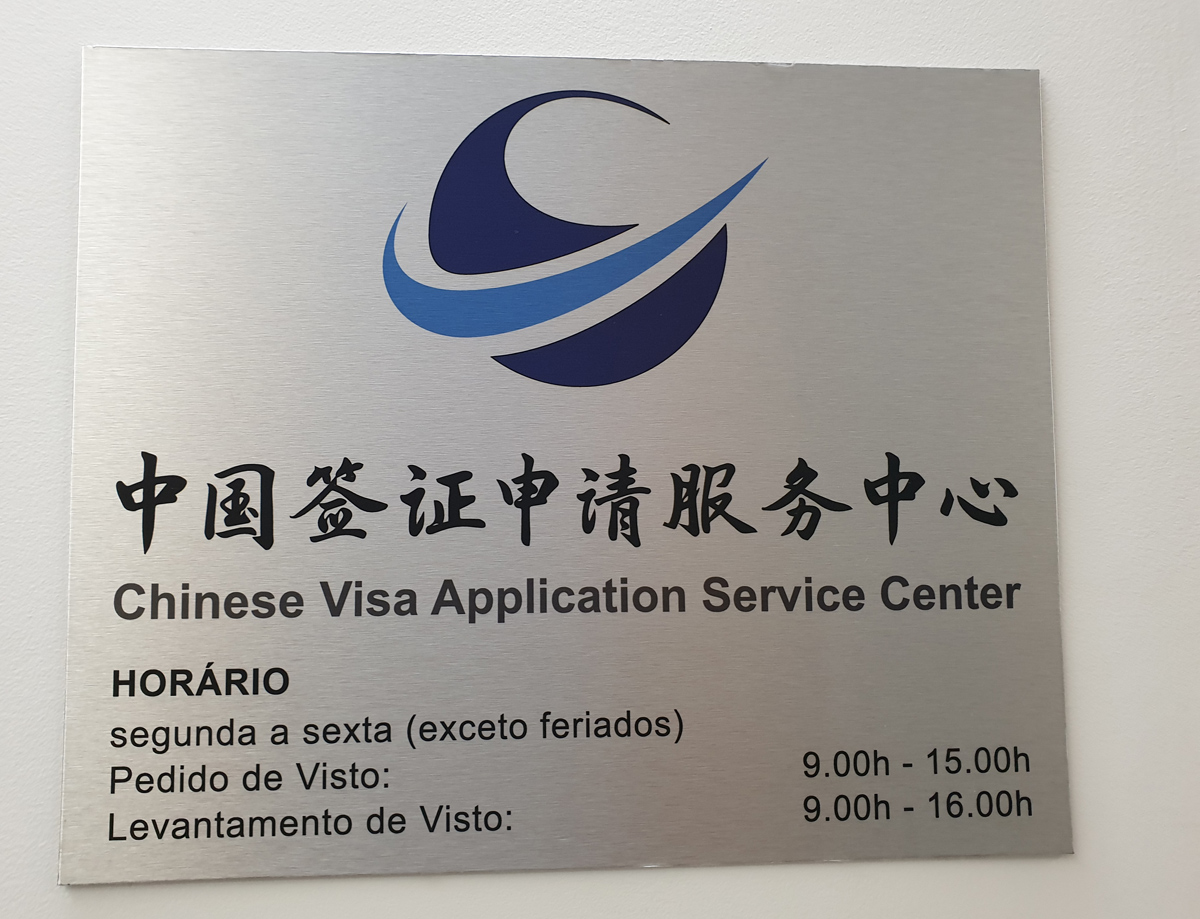 中国签证申请服务中心
Chinese Visa Application Service Center
HORÁRIO
segunda a sexta (exceto feriados)
Pedido de Visto: 9.00h - 15.00h
Levantamento de Visto: 9.00h - 16.00h